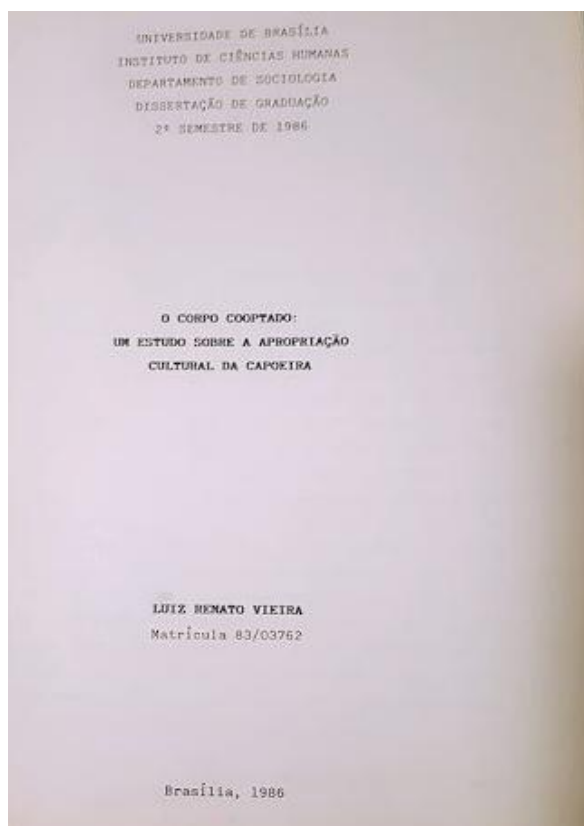 UNIVERSIDADE DE BRASÍLIA
INSTITUTO DE CIÊNCIAS HUMANAS
DEPARTAMENTO DE SOCIOLOGIA
DISSERTAÇÃO DE GRADUAÇÃO
2º SEMESTRE DE 1986
O CORPO COOPTADO:
UM ESTUDO SOBRE A APROPRIAÇÃO
CULTURAL DA CAPOEIRA
LUIZ RENATO VIEIRA
Matrícula 83/03762
Brasília, 1986